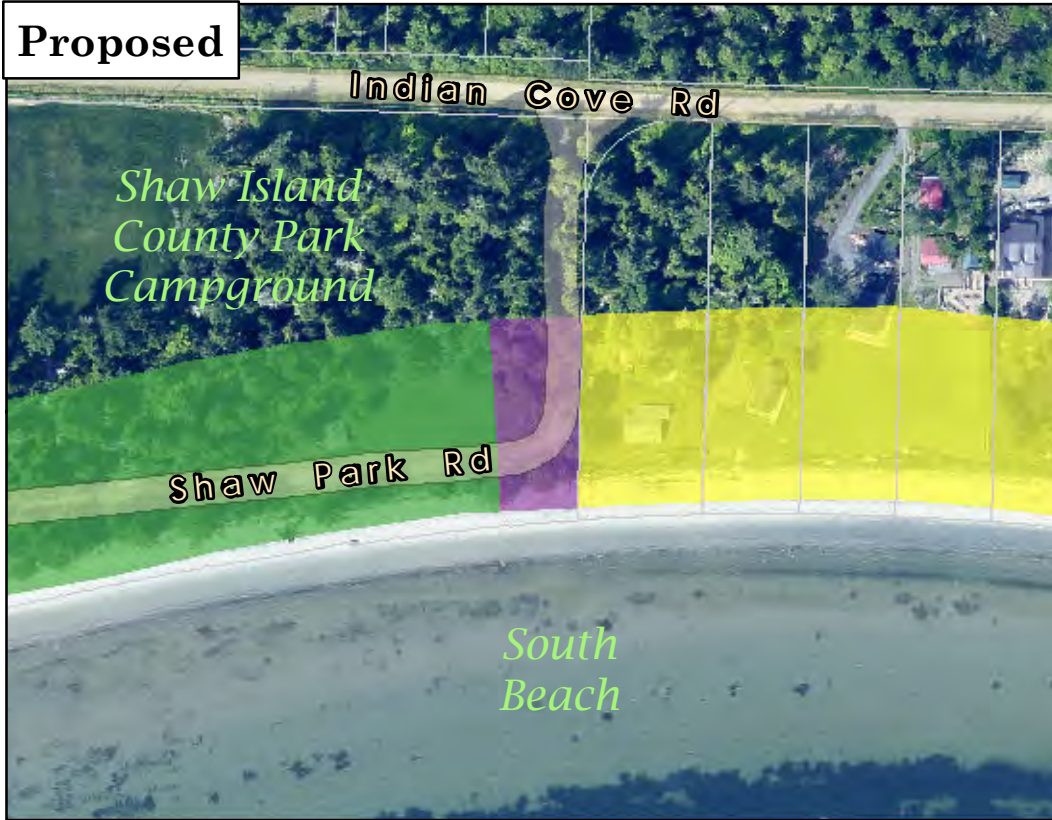 Proposed
Indian Cove Rd
Shaw Island
County Park
Campground
Shaw Park Rd
South
Beach